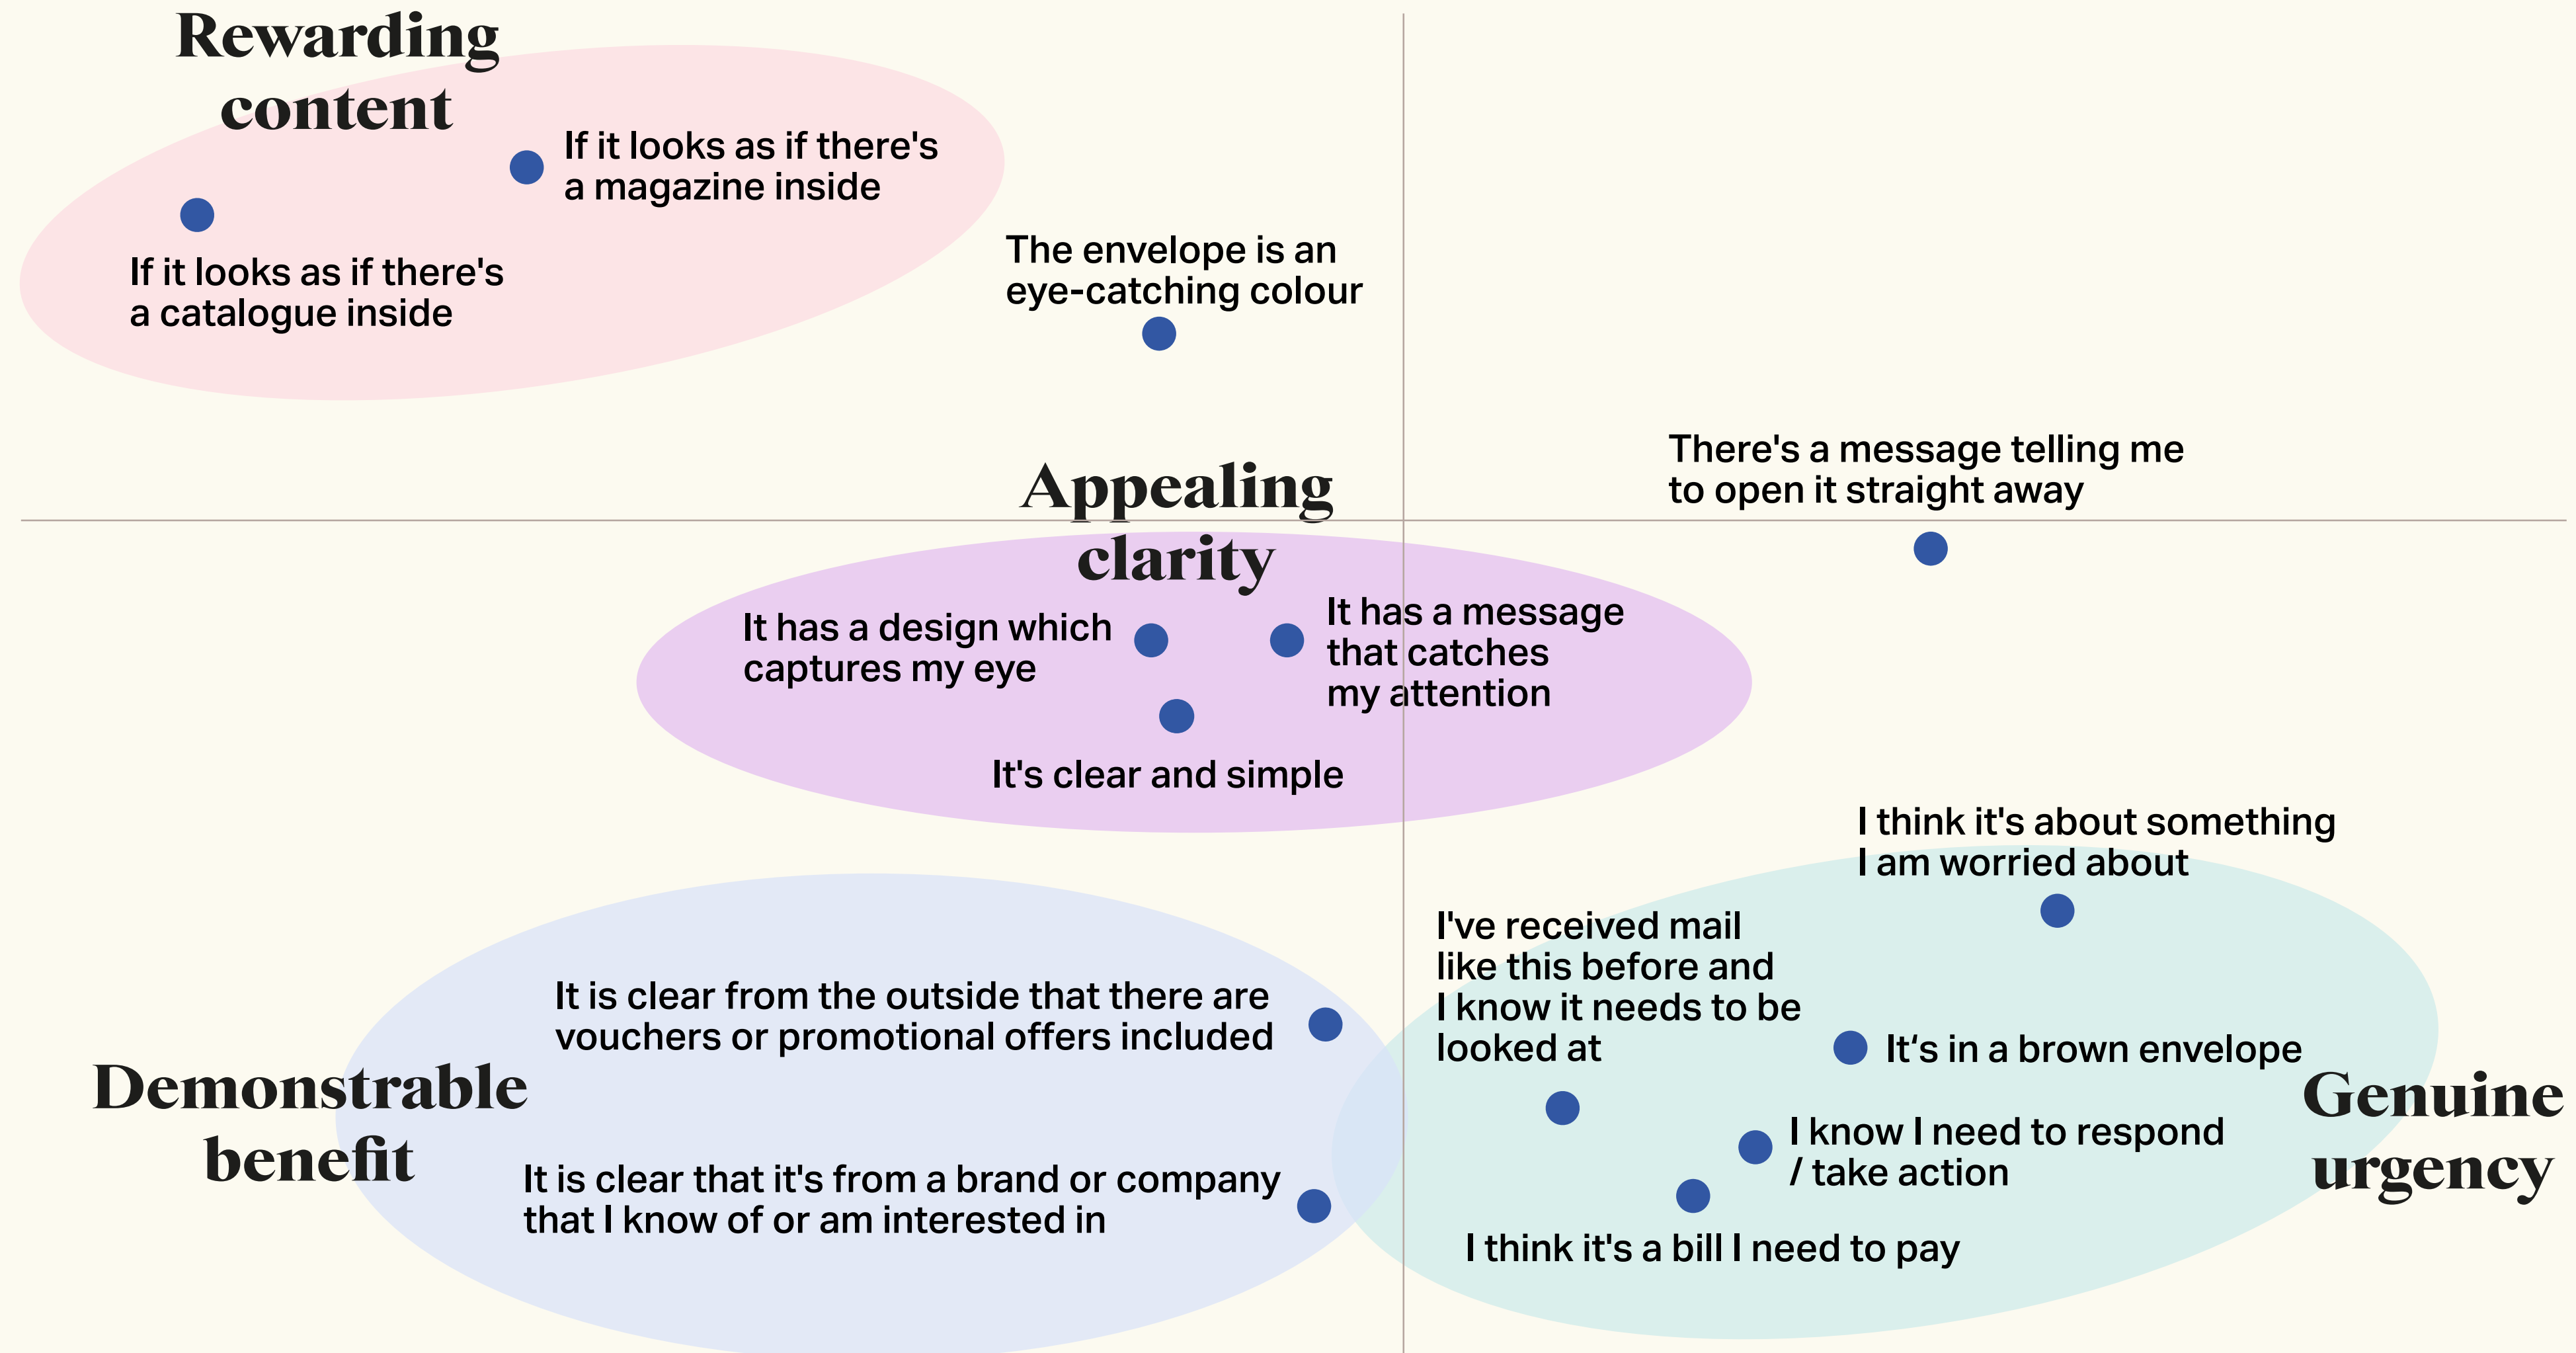 Rewarding
content
If it looks as if there's
a magazine inside
If it looks as if there's
a catalogue inside
The envelope is an
eye-catching colour
There's a message telling me
to open it straight away
Appealing
clarity
It has a design which
captures my eye
It has a message
that catches
my attention
It's clear and simple
I think it's about something
I am worried about
I've received mail
like this before and
I know it needs to be
looked at
It is clear from the outside that there are
vouchers or promotional offers included
It‘s in a brown envelope
Demonstrable
benefit
Genuine
urgency
I know I need to respond
/ take action
It is clear that it's from a brand or company
that I know of or am interested in
I think it's a bill I need to pay